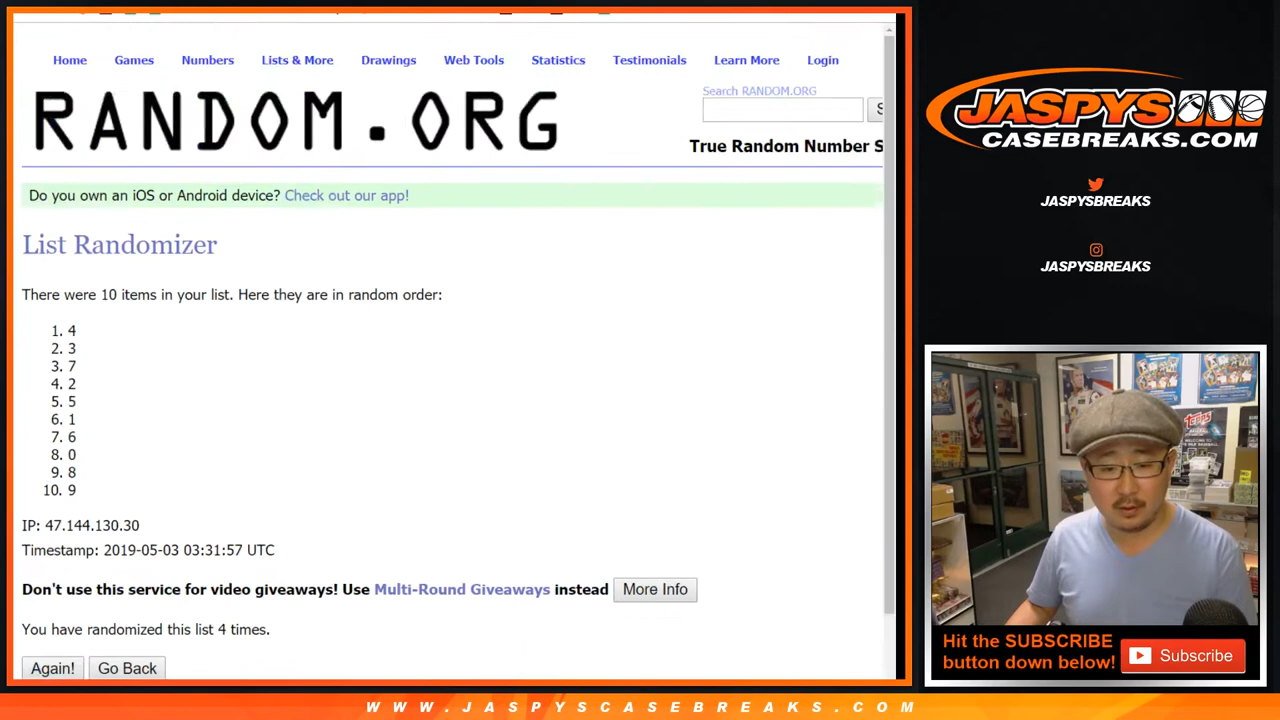 Home Games Numbers Lists & More Drawings Web Tools Statistics Testimonials Learn More Login
RANDOM.ORG
Search RANDOM.ORG
S
True Random Number S
Do you own an iOS or Android device? Check out our app!
List Randomizer
There were 10 items in your list. Here they are in random order:
1. 4
2. 3
3. 7
4. 2
5. 5
6. 1
7. 6
8. 0
9. 8
10. 9
IP: 47.144.130.30
Timestamp: 2019-05-03 03:31:57 UTC
Don't use this service for video giveaways! Use Multi-Round Giveaways instead More Info
You have randomized this list 4 times.
Again! Go Back
JASPYS
CASEBREAKS.COM
JASPYSBREAKS
JASPYSBREAKS
TOPPS
Hit the SUBSCRIBE
button down below!
Subscribe
WWW.JASPYSCASEBREAKS.COM